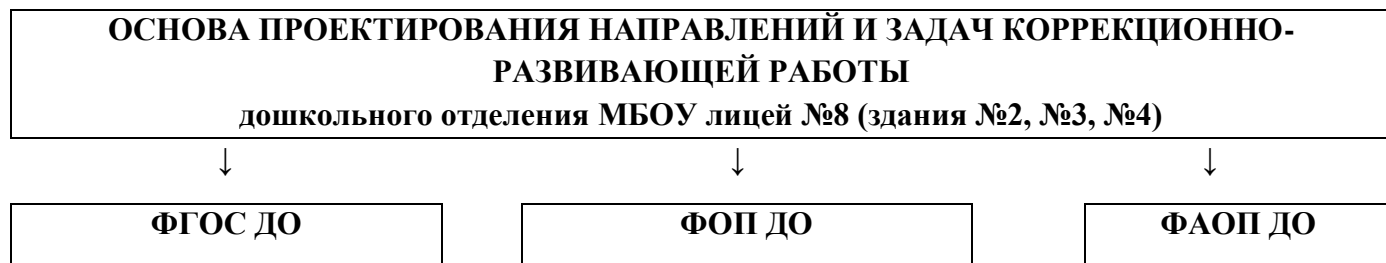 ОСНОВА ПРОЕКТИРОВАНИЯ НАПРАВЛЕНИЙ И ЗАДАЧ КОРРЕКЦИОННО-
РАЗВИВАЮЩЕЙ РАБОТЫ
дошкольного отделения МБОУ лицей №8 (здания №2, №3, №4)
↓ ↓ ↓
ФГОС ДО ФОП ДО ФАОП ДО